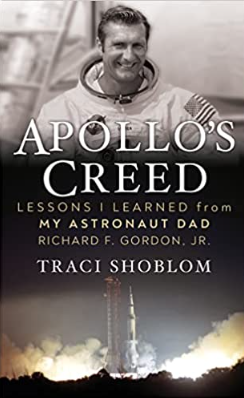 APOLLO'S
CREED
LESSONS I LEARNED from
MY ASTRONAUT DAD
RICHARD F. GORDON, JR.
TRACI SHOBLOM